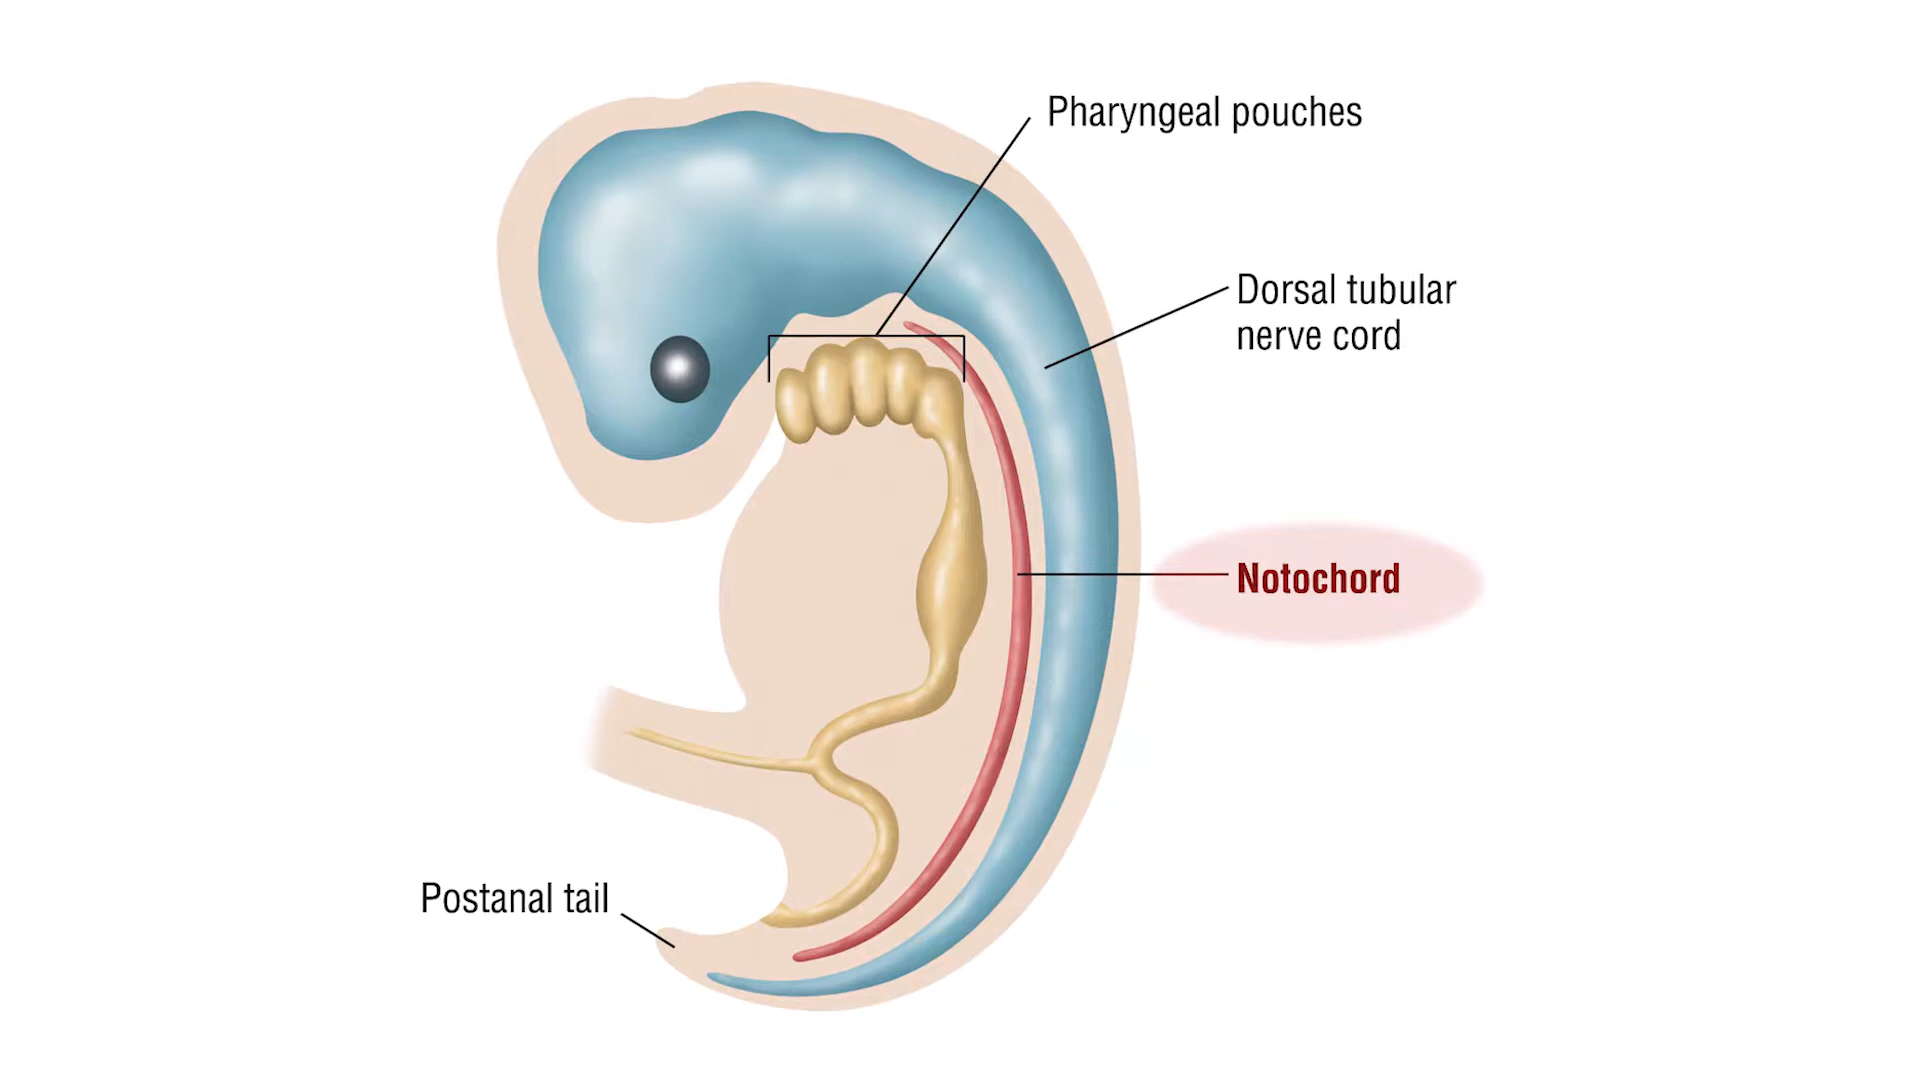 Pharyngeal pouches
Dorsal tubular
nerve cord
Notochord
Postanal tail